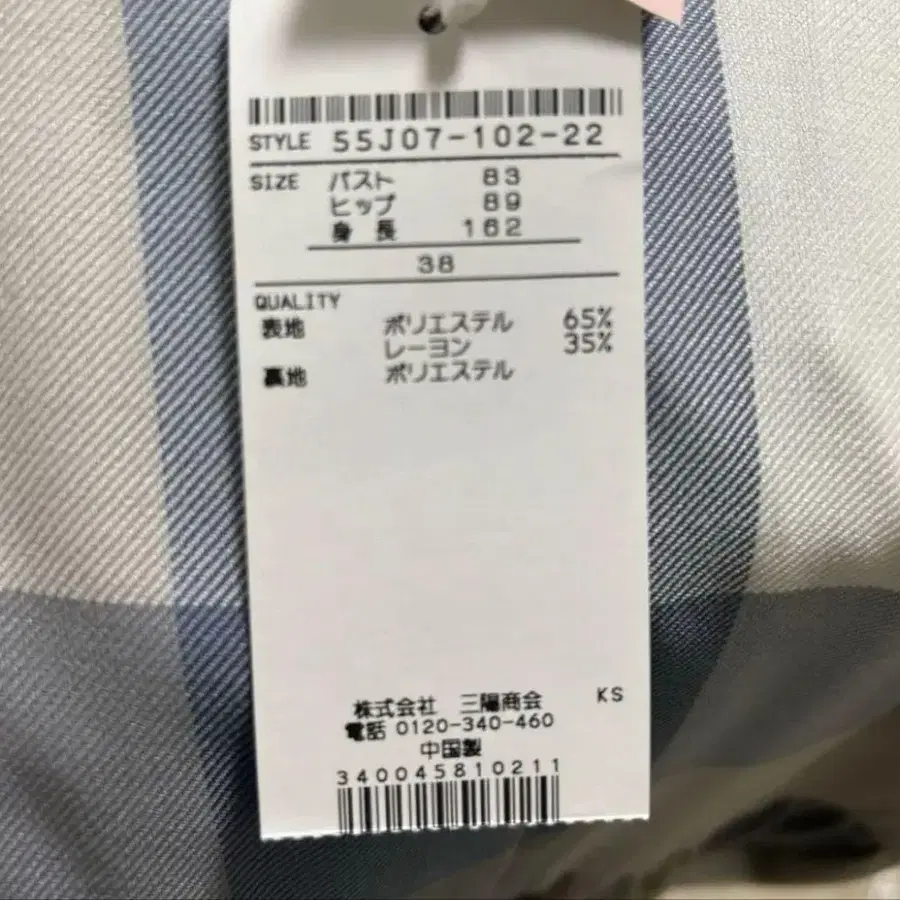 STYLE 55J07-102-22
SIZE バスト 83
ヒップ 89
身長 162
38
QUALITY
表地 ポリエステル 65%
レーヨン 35%
裏地 ポリエステル
株式会社 三陽商会 KS
電話 0120-340-460
中国製
340045810211